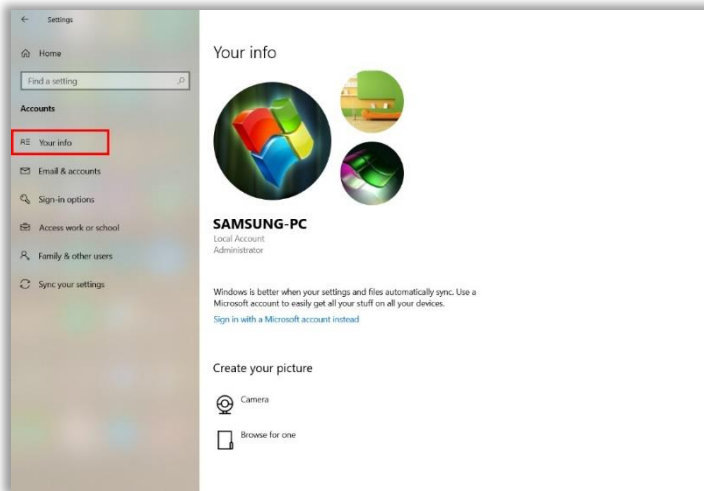 Settings
Home
Find a setting
Accounts
Your info
Email & accounts
Sign-in options
Access work or school
Family & other users
Sync your settings
Your info
SAMSUNG-PC
Local Account
Administrator
Windows is better when your settings and files automatically sync. Use a
Microsoft account to easily get all your stuff on all your devices.
Sign in with a Microsoft account instead
Create your picture
Camera
Browse for one